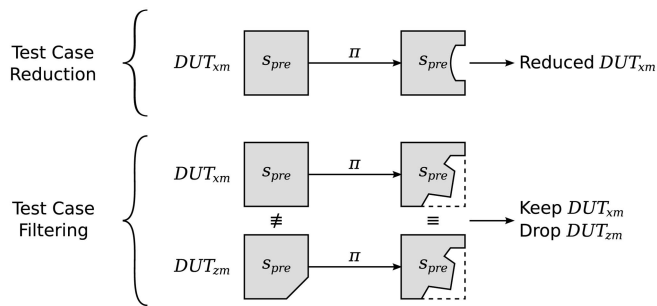 Test Case
Reduction
DUT_xm
s_pre
π
s_pre
Reduced DUT_xm
Test Case
Filtering
DUT_xm
s_pre
π
s_pre
≢
≡
Keep DUT_xm
Drop DUT_zm
DUT_zm
s_pre
π
s_pre